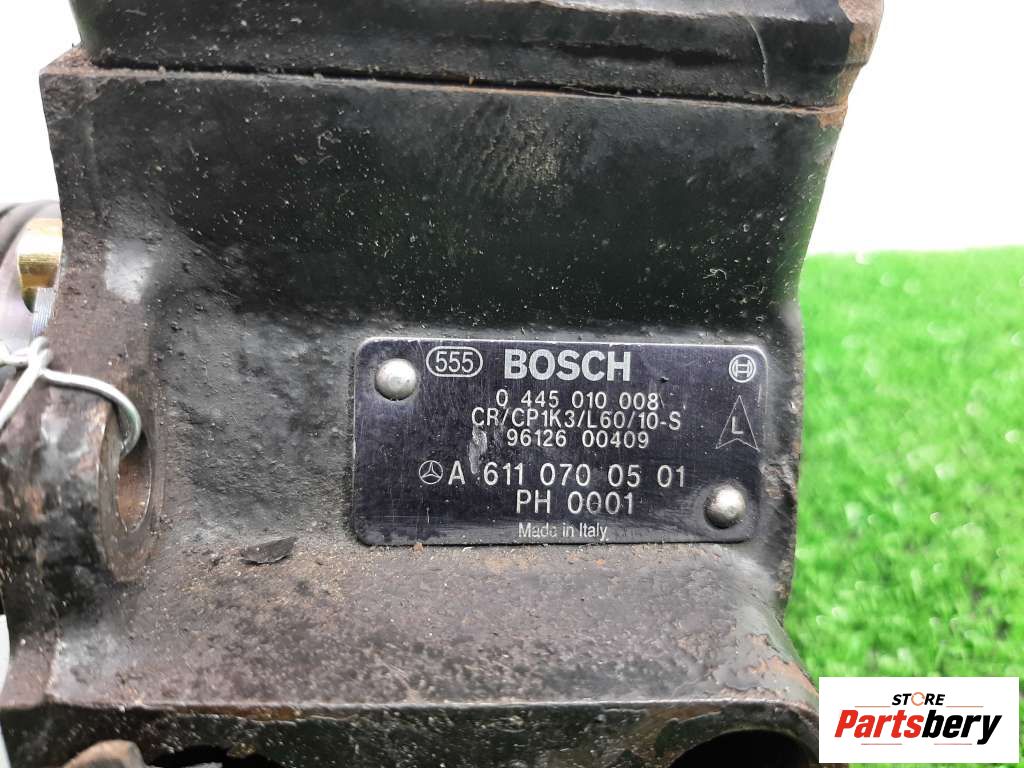 555 BOSCH
0 445 010 008
CR/CP1K3/L60/10-S
96126 00409
L
A 611 070 05 01
PH 0001
Made in Italy
STORE
Partsbery